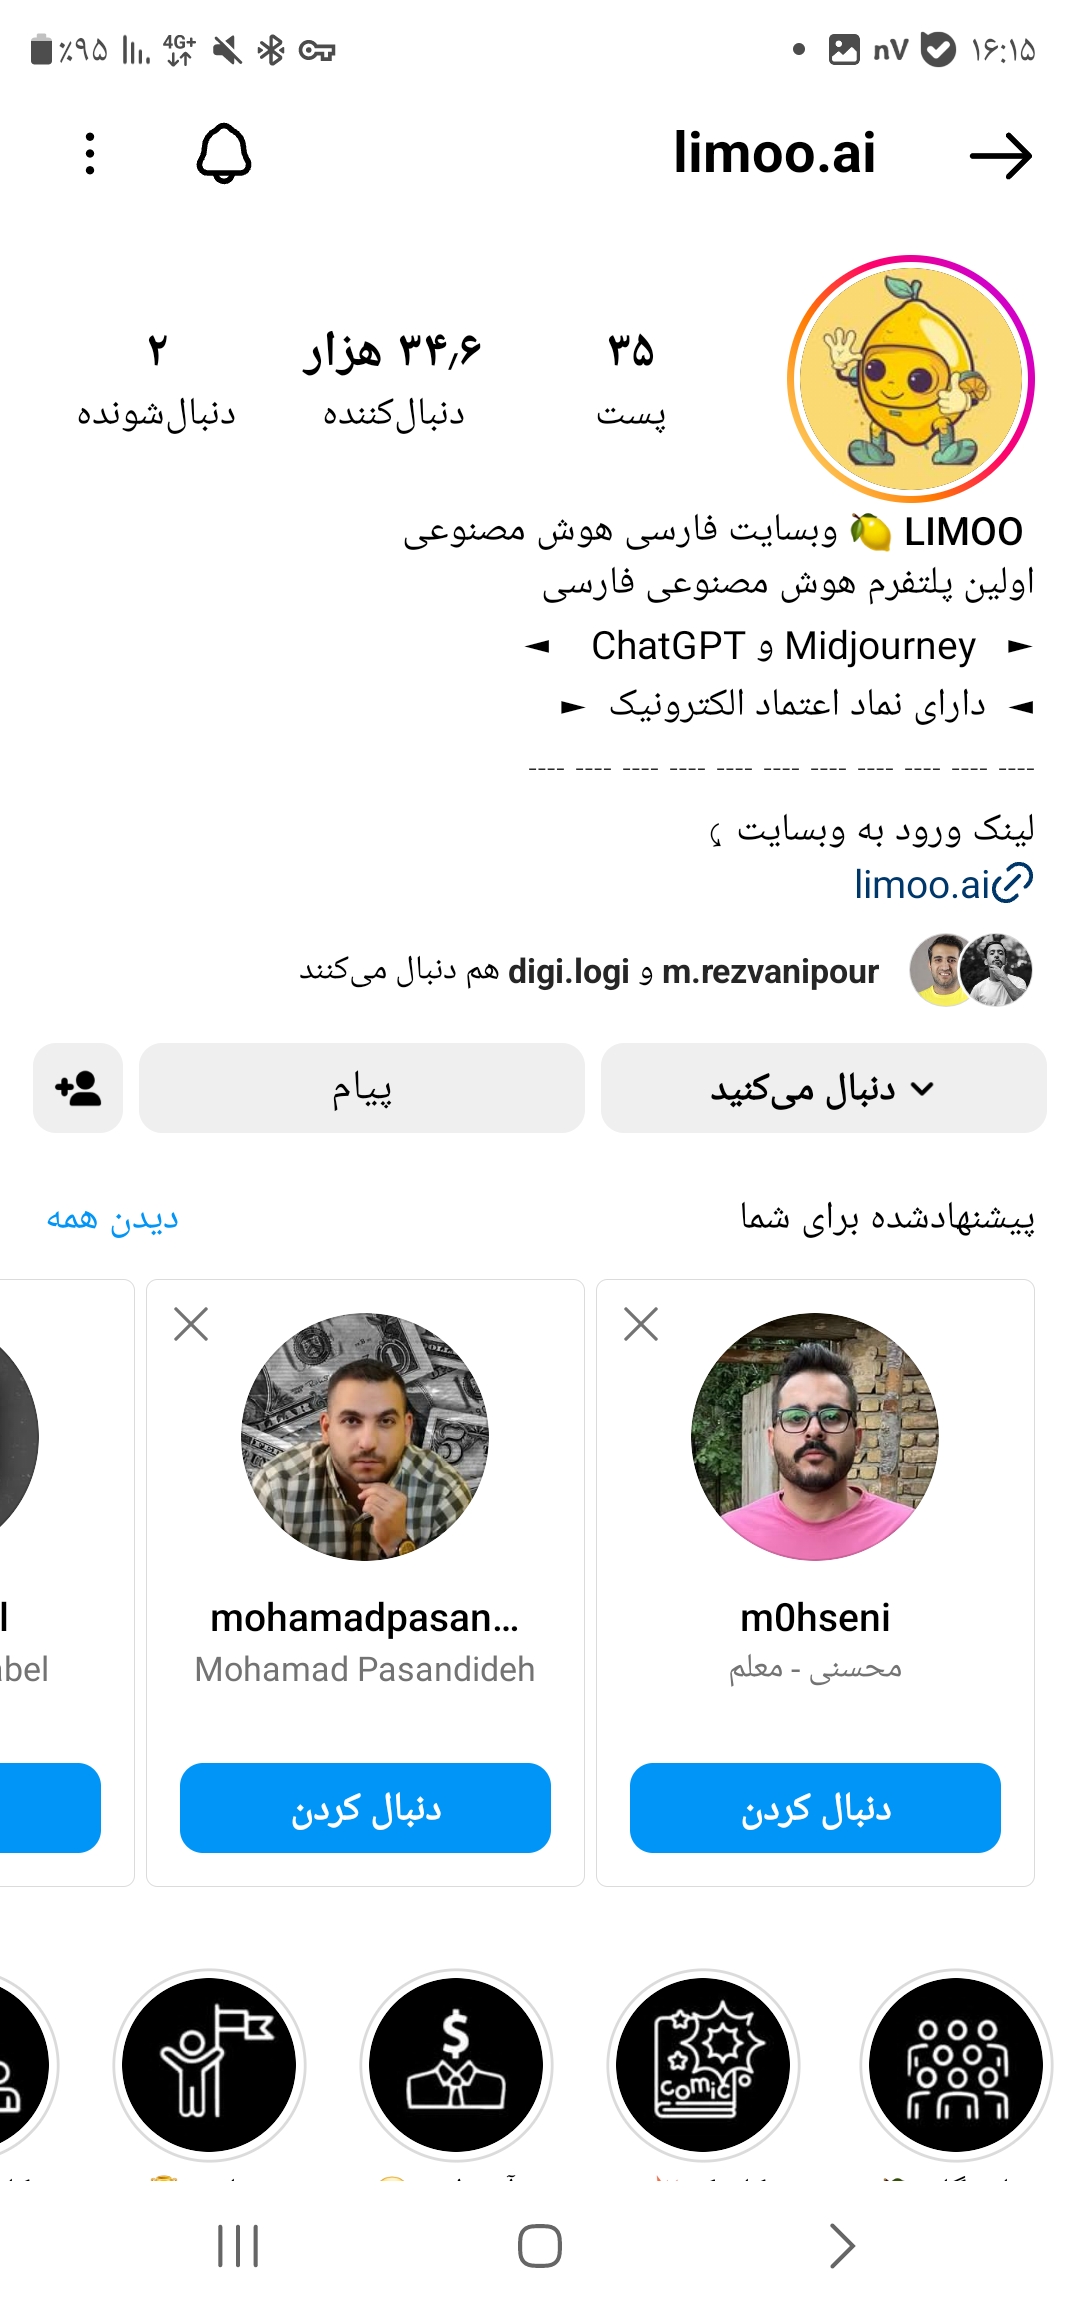 ۱۶:۱۵ nV 4G+ ٪۹۵
limoo.ai
۳۵ ۳۴٫۶ هزار ۲
پست دنبال‌کننده دنبال‌شونده
LIMOO 🍋 وبسایت فارسی هوش مصنوعی
اولین پلتفرم هوش مصنوعی فارسی
► Midjourney و ChatGPT ◄
◄ دارای نماد اعتماد الکترونیک ►
---- ---- ---- ---- ---- ---- ---- ---- ---- ---- ----
لینک ورود به وبسایت ⤹
limoo.ai
m.rezvanipour و digi.logi هم دنبال می‌کنند
دنبال می‌کنید پیام
پیشنهادشده برای شما دیدن همه
m0hseni mohamadpasan... l
محسنی - معلم Mohamad Pasandideh abel
دنبال کردن دنبال کردن
$ comic